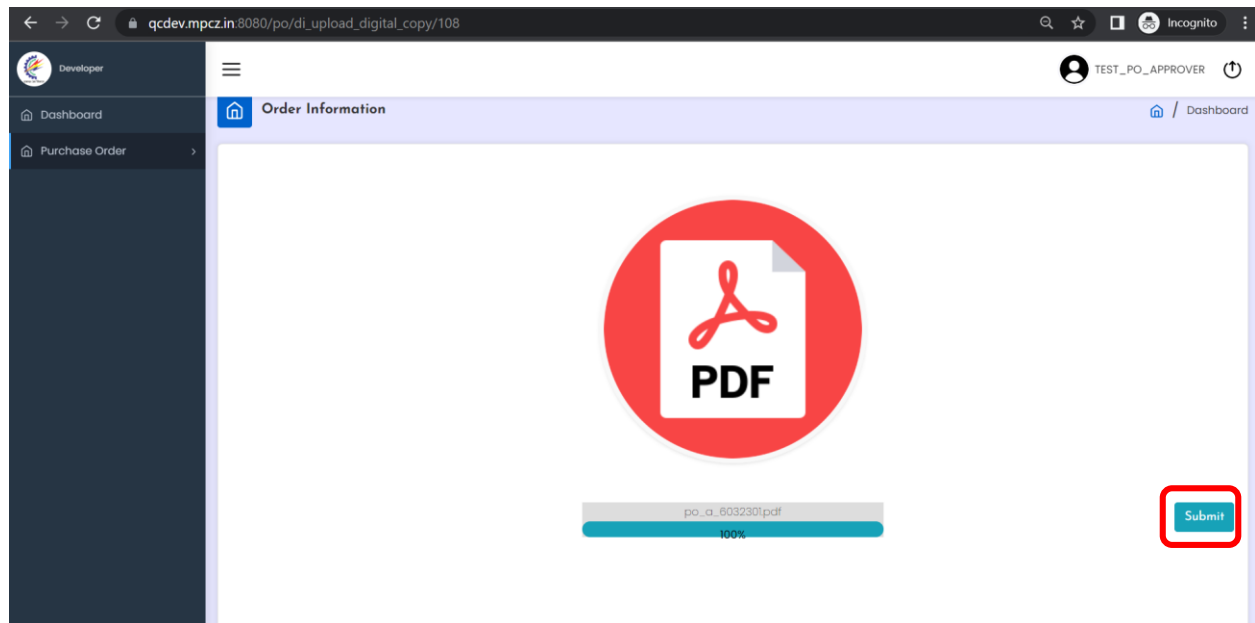 qcdev.mpcz.in:8080/po/di_upload_digital_copy/108
Incognito
Developer
TEST_PO_APPROVER
Dashboard
Order Information
/ Dashboard
Purchase Order
PDF
po_a_6032301.pdf
100%
Submit